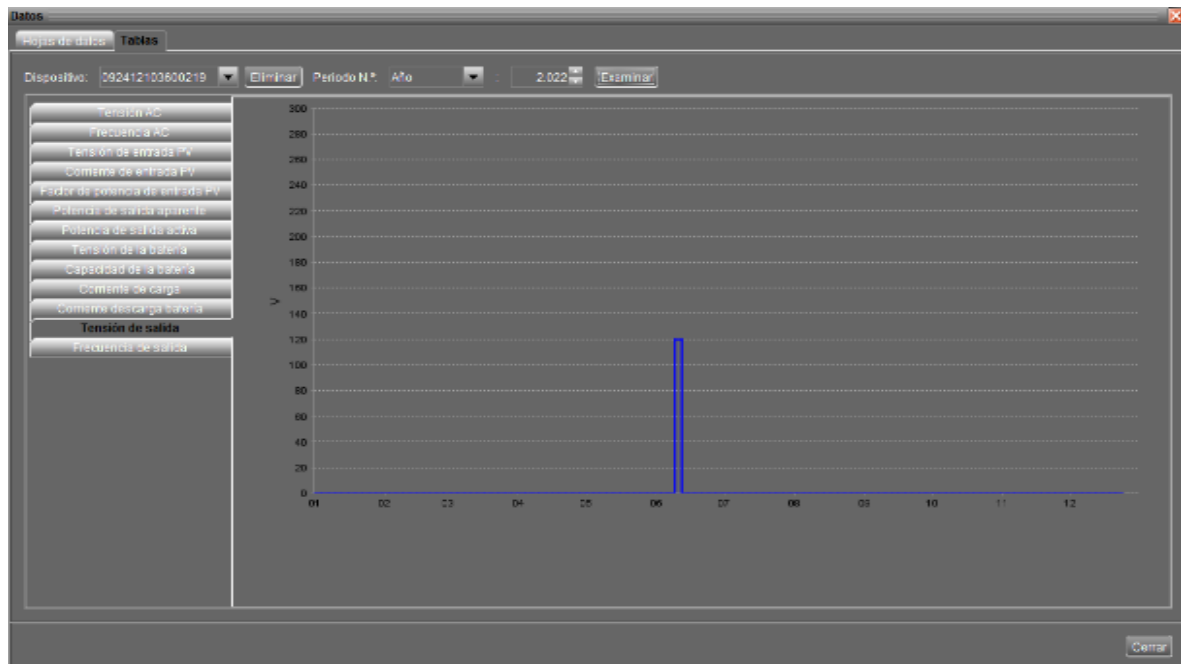 Datos
Hojas de datos Tablas
Dispositivo: 092412103600219 Eliminar Periodo N.º: Año : 2.022 Examinar
Tensión AC
Frecuencia AC
Tensión de entrada PV
Corriente de entrada PV
Factor de potencia de entrada PV
Potencia de salida aparente
Potencia de salida activa
Tensión de la batería
Capacidad de la batería
Corriente de carga
Corriente descarga batería
Tensión de salida
Frecuencia de salida
V
300
280
260
240
220
200
180
160
140
120
100
80
60
40
20
0
01 02 03 04 05 06 07 08 09 10 11 12
Cerrar